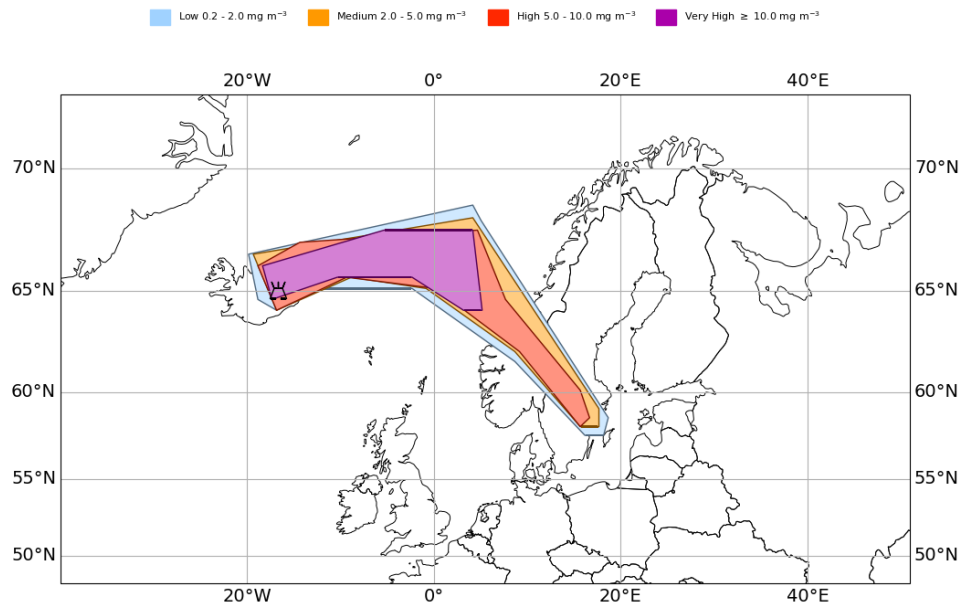 Low 0.2 - 2.0 mg m⁻³ Medium 2.0 - 5.0 mg m⁻³ High 5.0 - 10.0 mg m⁻³ Very High ≥ 10.0 mg m⁻³
20°W 0° 20°E 40°E
70°N 70°N
65°N 65°N
60°N 60°N
55°N 55°N
50°N 50°N
20°W 0° 20°E 40°E